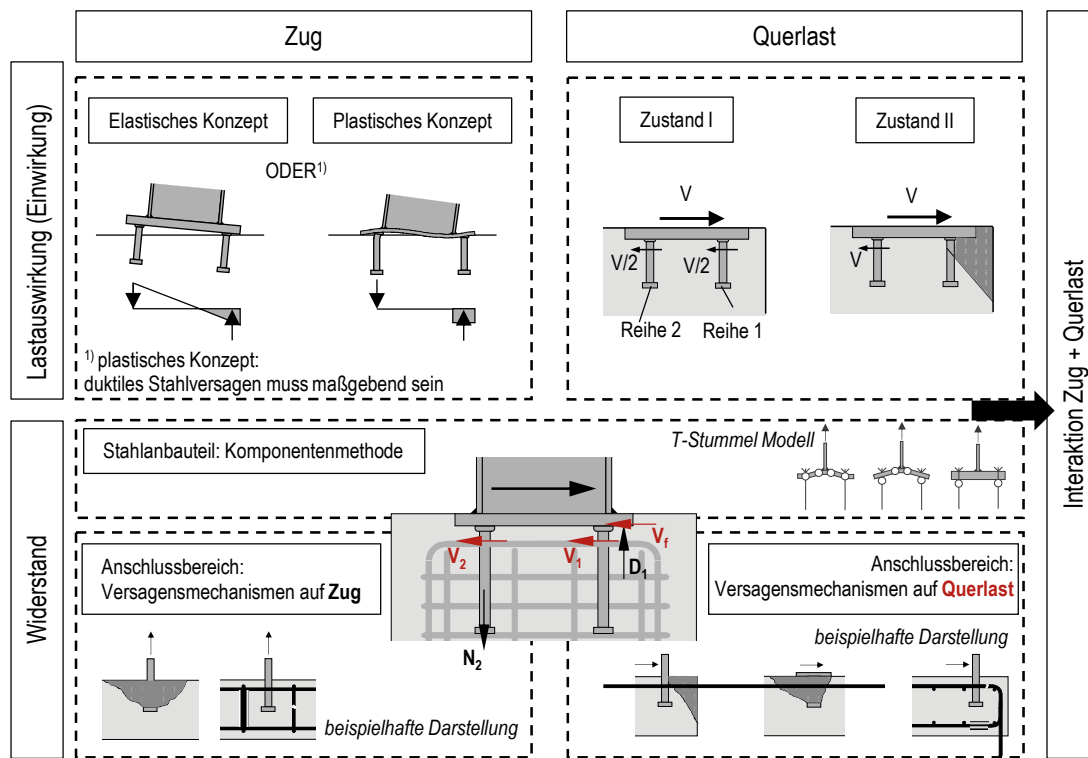 Zug
Querlast
Lastauswirkung (Einwirkung)
Elastisches Konzept
Plastisches Konzept
ODER¹⁾
¹⁾ plastisches Konzept:
duktiles Stahlversagen muss maßgebend sein
Zustand I
Zustand II
V
V
V/2
V/2
V
Reihe 2
Reihe 1
Interaktion Zug + Querlast
Widerstand
Stahlanbauteil: Komponentenmethode
T-Stummel Modell
V₂
V₁
V_f
D₁
N₂
Anschlussbereich:
Versagensmechanismen auf Zug
beispielhafte Darstellung
Anschlussbereich:
Versagensmechanismen auf Querlast
beispielhafte Darstellung